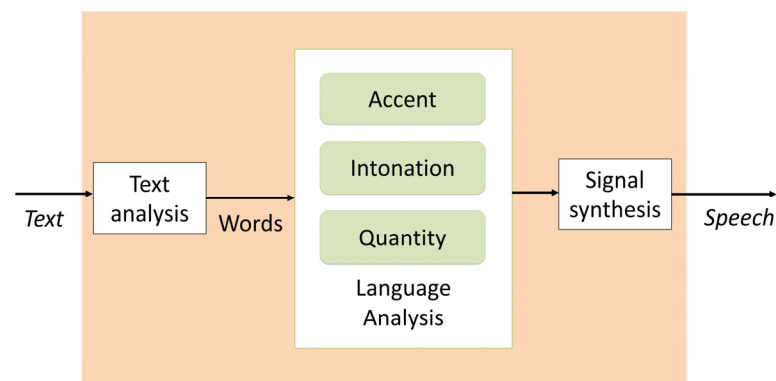 Text
Text
analysis
Words
Accent
Intonation
Quantity
Language
Analysis
Signal
synthesis
Speech